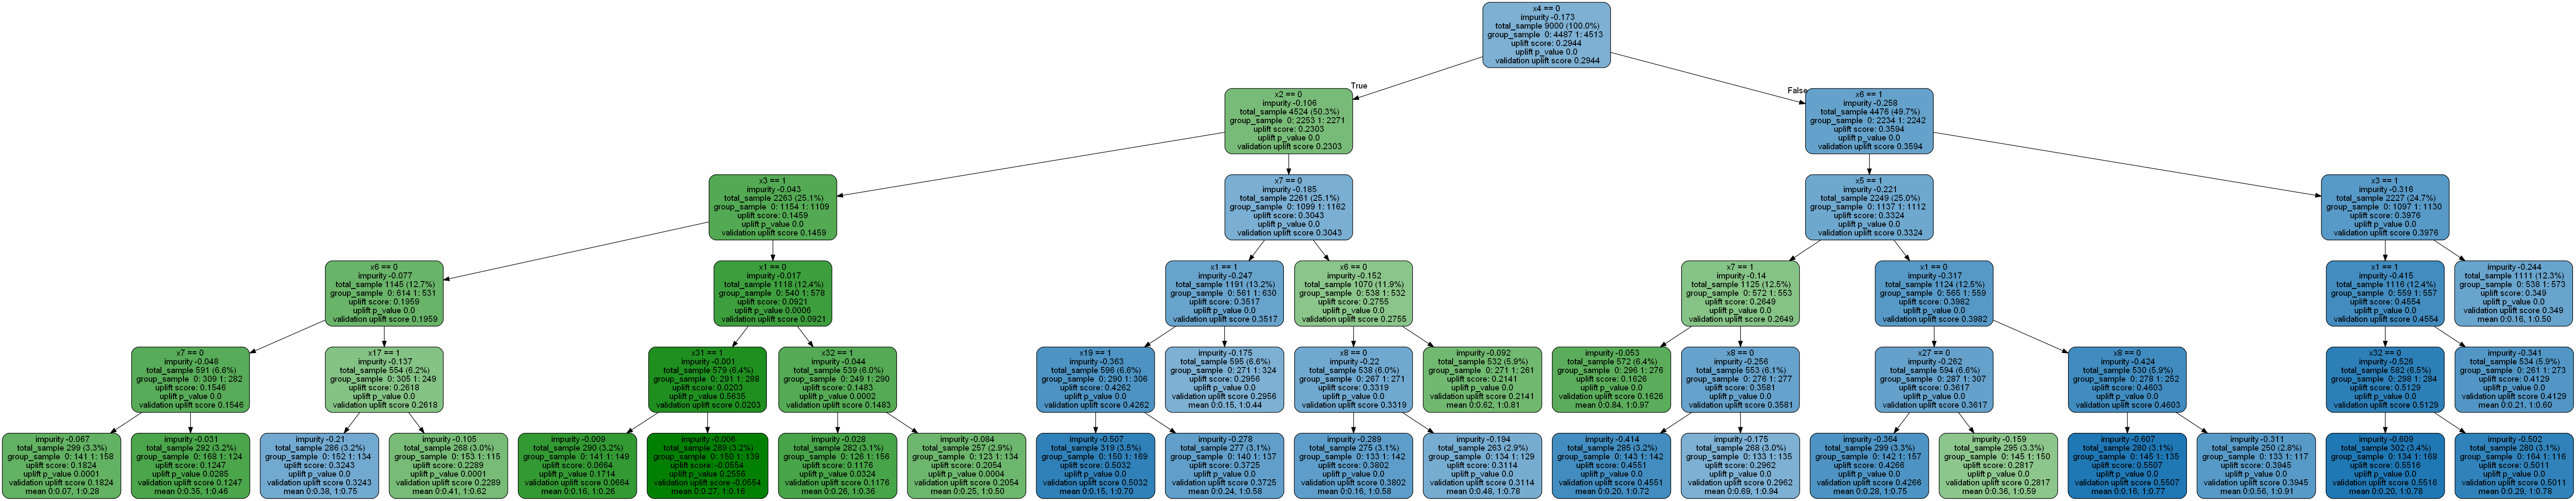 x4 == 0
impurity -0.173
total_sample 9000 (100.0%)
group_sample 0: 4487 1: 4513
uplift score: 0.2944
uplift p_value 0.0
validation uplift score 0.2944
True
False
x2 == 0
impurity -0.106
total_sample 4524 (50.3%)
group_sample 0: 2253 1: 2271
uplift score: 0.2303
uplift p_value 0.0
validation uplift score 0.2303
x6 == 1
impurity -0.258
total_sample 4476 (49.7%)
group_sample 0: 2234 1: 2242
uplift score: 0.3594
uplift p_value 0.0
validation uplift score 0.3594
x3 == 1
impurity -0.043
total_sample 2263 (25.1%)
group_sample 0: 1154 1: 1109
uplift score: 0.1459
uplift p_value 0.0
validation uplift score 0.1459
x7 == 0
impurity -0.185
total_sample 2261 (25.1%)
group_sample 0: 1099 1: 1162
uplift score: 0.3043
uplift p_value 0.0
validation uplift score 0.3043
x5 == 1
impurity -0.221
total_sample 2249 (25.0%)
group_sample 0: 1137 1: 1112
uplift score: 0.3324
uplift p_value 0.0
validation uplift score 0.3324
x3 == 1
impurity -0.316
total_sample 2227 (24.7%)
group_sample 0: 1097 1: 1130
uplift score: 0.3976
uplift p_value 0.0
validation uplift score 0.3976
x6 == 0
impurity -0.077
total_sample 1145 (12.7%)
group_sample 0: 614 1: 531
uplift score: 0.1959
uplift p_value 0.0
validation uplift score 0.1959
x1 == 0
impurity -0.017
total_sample 1118 (12.4%)
group_sample 0: 540 1: 578
uplift score: 0.0921
uplift p_value 0.0006
validation uplift score 0.0921
x1 == 1
impurity -0.247
total_sample 1191 (13.2%)
group_sample 0: 561 1: 630
uplift score: 0.3517
uplift p_value 0.0
validation uplift score 0.3517
x6 == 0
impurity -0.152
total_sample 1070 (11.9%)
group_sample 0: 538 1: 532
uplift score: 0.2755
uplift p_value 0.0
validation uplift score 0.2755
x7 == 1
impurity -0.14
total_sample 1125 (12.5%)
group_sample 0: 572 1: 553
uplift score: 0.2649
uplift p_value 0.0
validation uplift score 0.2649
x1 == 0
impurity -0.317
total_sample 1124 (12.5%)
group_sample 0: 565 1: 559
uplift score: 0.3982
uplift p_value 0.0
validation uplift score 0.3982
x1 == 1
impurity -0.415
total_sample 1116 (12.4%)
group_sample 0: 559 1: 557
uplift score: 0.4554
uplift p_value 0.0
validation uplift score 0.4554
impurity -0.244
total_sample 1111 (12.3%)
group_sample 0: 538 1: 573
uplift score: 0.349
uplift p_value 0.0
validation uplift score 0.349
mean 0:0.16, 1:0.50
x7 == 0
impurity -0.048
total_sample 591 (6.6%)
group_sample 0: 309 1: 282
uplift score: 0.1546
uplift p_value 0.0
validation uplift score 0.1546
x17 == 1
impurity -0.137
total_sample 554 (6.2%)
group_sample 0: 305 1: 249
uplift score: 0.2618
uplift p_value 0.0
validation uplift score 0.2618
x31 == 1
impurity -0.001
total_sample 579 (6.4%)
group_sample 0: 291 1: 288
uplift score: 0.0203
uplift p_value 0.5635
validation uplift score 0.0203
x32 == 1
impurity -0.044
total_sample 539 (6.0%)
group_sample 0: 249 1: 290
uplift score: 0.1483
uplift p_value 0.0002
validation uplift score 0.1483
x19 == 1
impurity -0.363
total_sample 596 (6.6%)
group_sample 0: 290 1: 306
uplift score: 0.4262
uplift p_value 0.0
validation uplift score 0.4262
impurity -0.175
total_sample 595 (6.6%)
group_sample 0: 271 1: 324
uplift score: 0.2956
uplift p_value 0.0
validation uplift score 0.2956
mean 0:0.15, 1:0.44
x8 == 0
impurity -0.22
total_sample 538 (6.0%)
group_sample 0: 267 1: 271
uplift score: 0.3319
uplift p_value 0.0
validation uplift score 0.3319
impurity -0.092
total_sample 532 (5.9%)
group_sample 0: 271 1: 261
uplift score: 0.2141
uplift p_value 0.0
validation uplift score 0.2141
mean 0:0.62, 1:0.81
impurity -0.053
total_sample 572 (6.4%)
group_sample 0: 296 1: 276
uplift score: 0.1626
uplift p_value 0.0
validation uplift score 0.1626
mean 0:0.84, 1:0.97
x8 == 0
impurity -0.256
total_sample 553 (6.1%)
group_sample 0: 276 1: 277
uplift score: 0.3581
uplift p_value 0.0
validation uplift score 0.3581
x27 == 0
impurity -0.262
total_sample 594 (6.6%)
group_sample 0: 287 1: 307
uplift score: 0.3617
uplift p_value 0.0
validation uplift score 0.3617
x8 == 0
impurity -0.424
total_sample 530 (5.9%)
group_sample 0: 278 1: 252
uplift score: 0.4603
uplift p_value 0.0
validation uplift score 0.4603
x32 == 0
impurity -0.526
total_sample 582 (6.5%)
group_sample 0: 298 1: 284
uplift score: 0.5129
uplift p_value 0.0
validation uplift score 0.5129
impurity -0.341
total_sample 534 (5.9%)
group_sample 0: 261 1: 273
uplift score: 0.4129
uplift p_value 0.0
validation uplift score 0.4129
mean 0:0.21, 1:0.60
impurity -0.067
total_sample 299 (3.3%)
group_sample 0: 141 1: 158
uplift score: 0.1824
uplift p_value 0.0001
validation uplift score 0.1824
mean 0:0.07, 1:0.28
impurity -0.031
total_sample 292 (3.2%)
group_sample 0: 168 1: 124
uplift score: 0.1247
uplift p_value 0.0285
validation uplift score 0.1247
mean 0:0.35, 1:0.46
impurity -0.21
total_sample 286 (3.2%)
group_sample 0: 152 1: 134
uplift score: 0.3243
uplift p_value 0.0
validation uplift score 0.3243
mean 0:0.38, 1:0.75
impurity -0.105
total_sample 268 (3.0%)
group_sample 0: 153 1: 115
uplift score: 0.2289
uplift p_value 0.0001
validation uplift score 0.2289
mean 0:0.41, 1:0.62
impurity -0.009
total_sample 290 (3.2%)
group_sample 0: 141 1: 149
uplift score: 0.0664
uplift p_value 0.1714
validation uplift score 0.0664
mean 0:0.16, 1:0.26
impurity -0.006
total_sample 289 (3.2%)
group_sample 0: 150 1: 139
uplift score: -0.0554
uplift p_value 0.2556
validation uplift score -0.0554
mean 0:0.27, 1:0.16
impurity -0.028
total_sample 282 (3.1%)
group_sample 0: 126 1: 156
uplift score: 0.1176
uplift p_value 0.0324
validation uplift score 0.1176
mean 0:0.26, 1:0.36
impurity -0.084
total_sample 257 (2.9%)
group_sample 0: 123 1: 134
uplift score: 0.2054
uplift p_value 0.0004
validation uplift score 0.2054
mean 0:0.25, 1:0.50
impurity -0.507
total_sample 319 (3.5%)
group_sample 0: 150 1: 169
uplift score: 0.5032
uplift p_value 0.0
validation uplift score 0.5032
mean 0:0.15, 1:0.70
impurity -0.278
total_sample 277 (3.1%)
group_sample 0: 140 1: 137
uplift score: 0.3725
uplift p_value 0.0
validation uplift score 0.3725
mean 0:0.24, 1:0.58
impurity -0.289
total_sample 275 (3.1%)
group_sample 0: 133 1: 142
uplift score: 0.3802
uplift p_value 0.0
validation uplift score 0.3802
mean 0:0.16, 1:0.58
impurity -0.194
total_sample 263 (2.9%)
group_sample 0: 134 1: 129
uplift score: 0.3114
uplift p_value 0.0
validation uplift score 0.3114
mean 0:0.48, 1:0.78
impurity -0.414
total_sample 285 (3.2%)
group_sample 0: 143 1: 142
uplift score: 0.4551
uplift p_value 0.0
validation uplift score 0.4551
mean 0:0.20, 1:0.72
impurity -0.175
total_sample 268 (3.0%)
group_sample 0: 133 1: 135
uplift score: 0.2962
uplift p_value 0.0
validation uplift score 0.2962
mean 0:0.69, 1:0.94
impurity -0.364
total_sample 299 (3.3%)
group_sample 0: 142 1: 157
uplift score: 0.4266
uplift p_value 0.0
validation uplift score 0.4266
mean 0:0.28, 1:0.75
impurity -0.159
total_sample 295 (3.3%)
group_sample 0: 145 1: 150
uplift score: 0.2817
uplift p_value 0.0
validation uplift score 0.2817
mean 0:0.36, 1:0.59
impurity -0.607
total_sample 280 (3.1%)
group_sample 0: 145 1: 135
uplift score: 0.5507
uplift p_value 0.0
validation uplift score 0.5507
mean 0:0.16, 1:0.77
impurity -0.311
total_sample 250 (2.8%)
group_sample 0: 133 1: 117
uplift score: 0.3945
uplift p_value 0.0
validation uplift score 0.3945
mean 0:0.56, 1:0.91
impurity -0.609
total_sample 302 (3.4%)
group_sample 0: 134 1: 168
uplift score: 0.5516
uplift p_value 0.0
validation uplift score 0.5516
mean 0:0.20, 1:0.78
impurity -0.502
total_sample 280 (3.1%)
group_sample 0: 164 1: 116
uplift score: 0.5011
uplift p_value 0.0
validation uplift score 0.5011
mean 0:0.29, 1:0.78